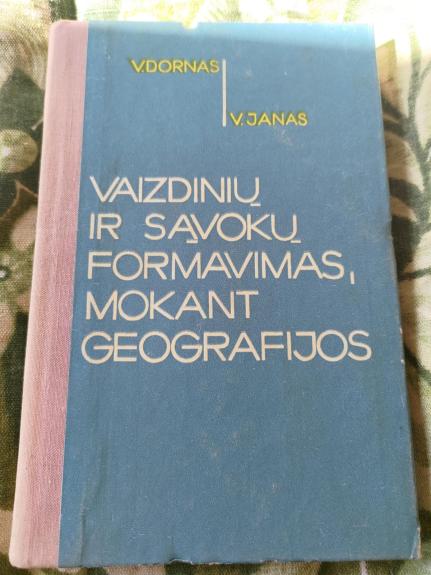 V.DORNAS
V.JANAS
VAIZDINIŲ
IR SĄVOKŲ
FORMAVIMAS,
MOKANT
GEOGRAFIJOS